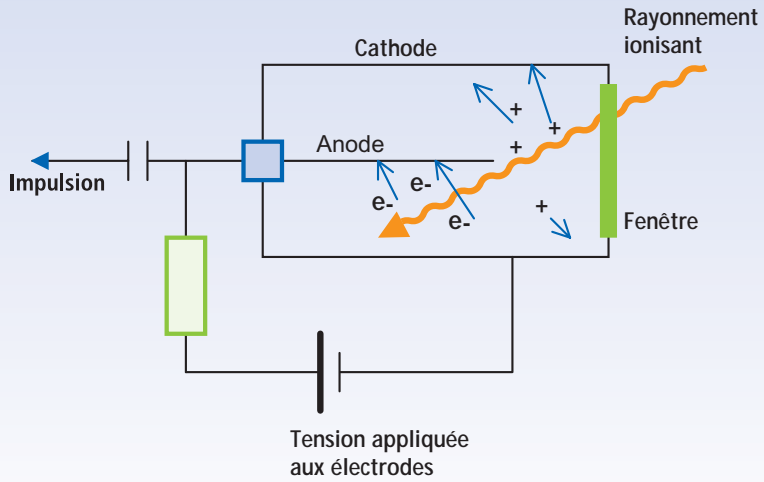 Rayonnement
ionisant
Cathode
+
+
+
Anode
Impulsion
e-
e-
e-
+
Fenêtre
Tension appliquée
aux électrodes